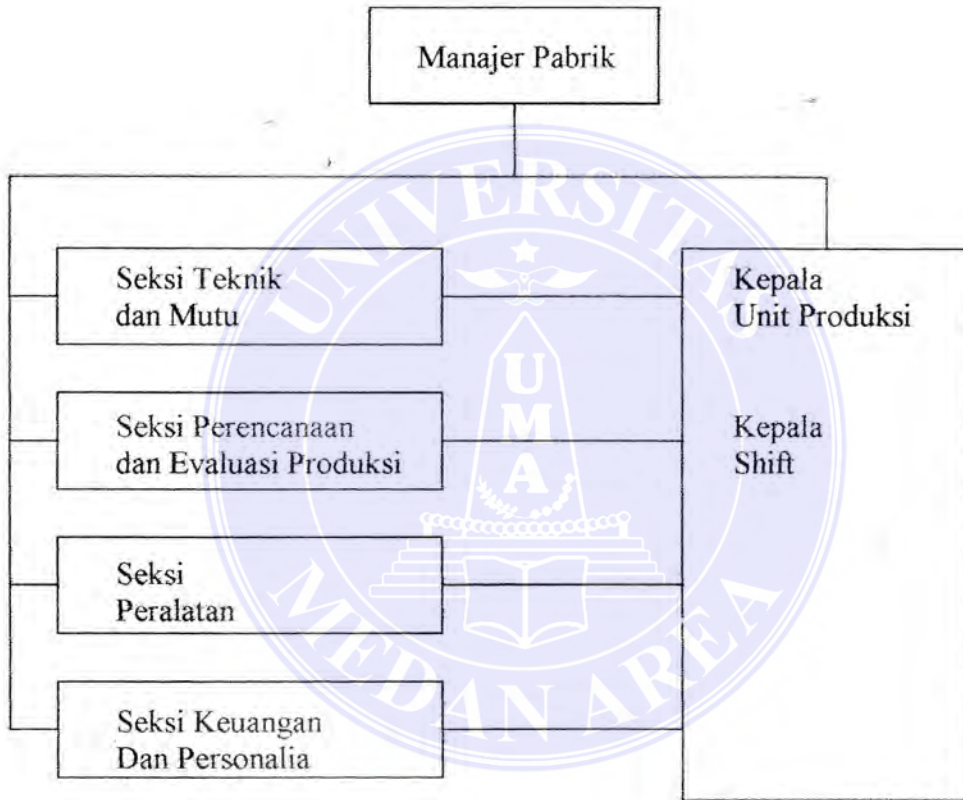 Manajer Pabrik
Seksi Teknik
dan Mutu
Kepala
Unit Produksi
Seksi Perencanaan
dan Evaluasi Produksi
Kepala
Shift
Seksi
Peralatan
Seksi Keuangan
Dan Personalia
UNIVERSITAS
UMA
MEDAN AREA